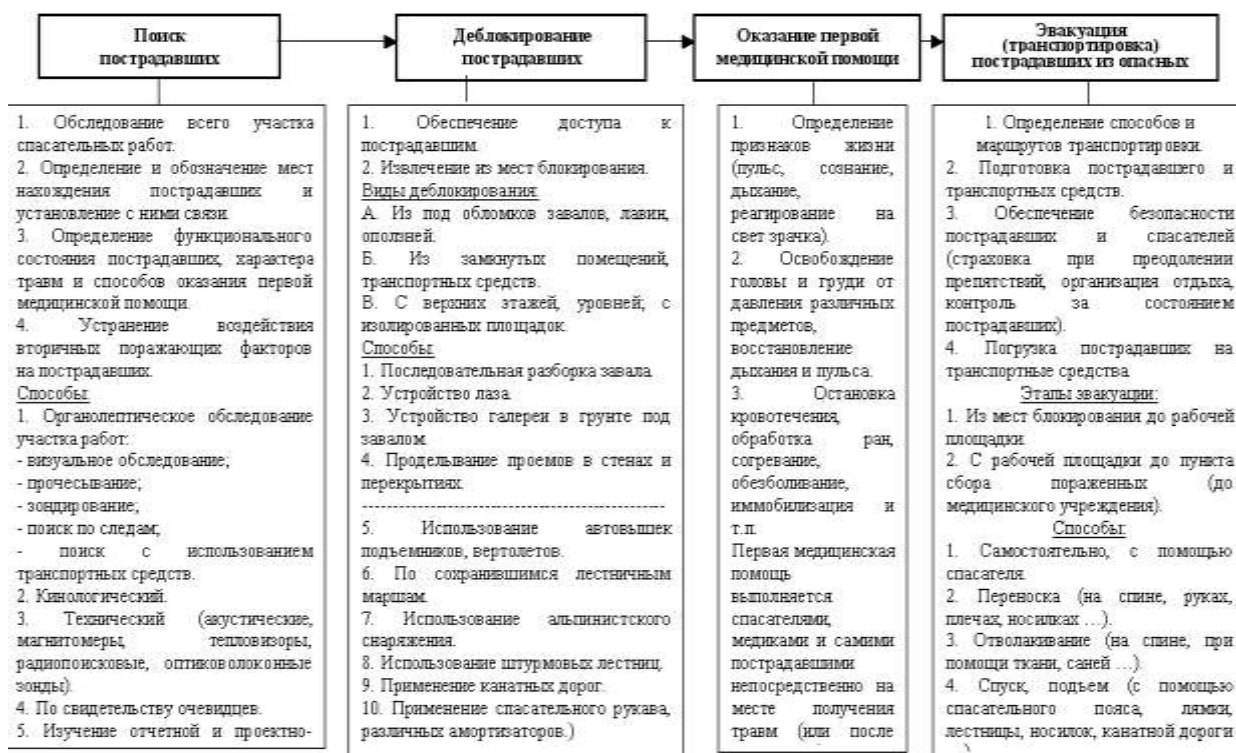 Поиск
пострадавших
Деблокирование
пострадавших
Оказание первой
медицинской помощи
Эвакуация
(транспортировка)
пострадавших из опасных
1. Обследование всего участка
спасательных работ.
2. Определение и обозначение мест
нахождения пострадавших и
установление с ними связи.
3. Определение функционального
состояния пострадавших, характера
травм и способов оказания первой
медицинской помощи.
4. Устранение воздействия
вторичных поражающих факторов
на пострадавших.
Способы:
1. Органолептическое обследование
участка работ:
- визуальное обследование;
- прочесывание;
- зондирование;
- поиск по следам;
- поиск с использованием
транспортных средств.
2. Кинологический.
3. Технический (акустические,
магнитомеры, тепловизоры,
радиопоисковые, оптиковолоконные
зонды).
4. По свидетельству очевидцев.
5. Изучение отчетной и проектно-
1. Обеспечение доступа к
пострадавшим.
2. Извлечение из мест блокирования.
Виды деблокирования:
А. Из под обломков завалов, лавин,
оползней.
Б. Из замкнутых помещений,
транспортных средств.
В. С верхних этажей, уровней, с
изолированных площадок.
Способы:
1. Последовательная разборка завала.
2. Устройство лаза.
3. Устройство галереи в грунте под
завалом.
4. Проделывание проемов в стенах и
перекрытиях.
5. Использование автовышек
подъемников, вертолетов.
6. По сохранившимся лестничным
маршам.
7. Использование альпинистского
снаряжения.
8. Использование штурмовых лестниц.
9. Применение канатных дорог.
10. Применение спасательного рукава,
различных амортизаторов.)
1. Определение
признаков жизни
(пульс, сознание,
дыхание,
реагирование на
свет зрачка).
2. Освобождение
головы и груди от
давления различных
предметов,
восстановление
дыхания и пульса.
3. Остановка
кровотечения,
обработка ран,
согревание,
обезболивание,
иммобилизация и
т.п.
Первая медицинская
помощь
выполняется
спасателями,
медиками и самими
пострадавшими
непосредственно на
месте получения
травм (или после
1. Определение способов и
маршрутов транспортировки.
2. Подготовка пострадавшего и
транспортных средств.
3. Обеспечение безопасности
пострадавших и спасателей
(страховка при преодолении
препятствий, организация отдыха,
контроль за состоянием
пострадавших).
4. Погрузка пострадавших на
транспортные средства.
Этапы эвакуации:
1. Из мест блокирования до рабочей
площадки.
2. С рабочей площадки до пункта
сбора пораженных (до
медицинского учреждения).
Способы:
1. Самостоятельно, с помощью
спасателя.
2. Переноска (на спине, руках,
плечах, носилках ...).
3. Отволакивание (на спине, при
помощи ткани, саней ...).
4. Спуск, подъем (с помощью
спасательного пояса, лямки,
лестницы, носилок, канатной дороги